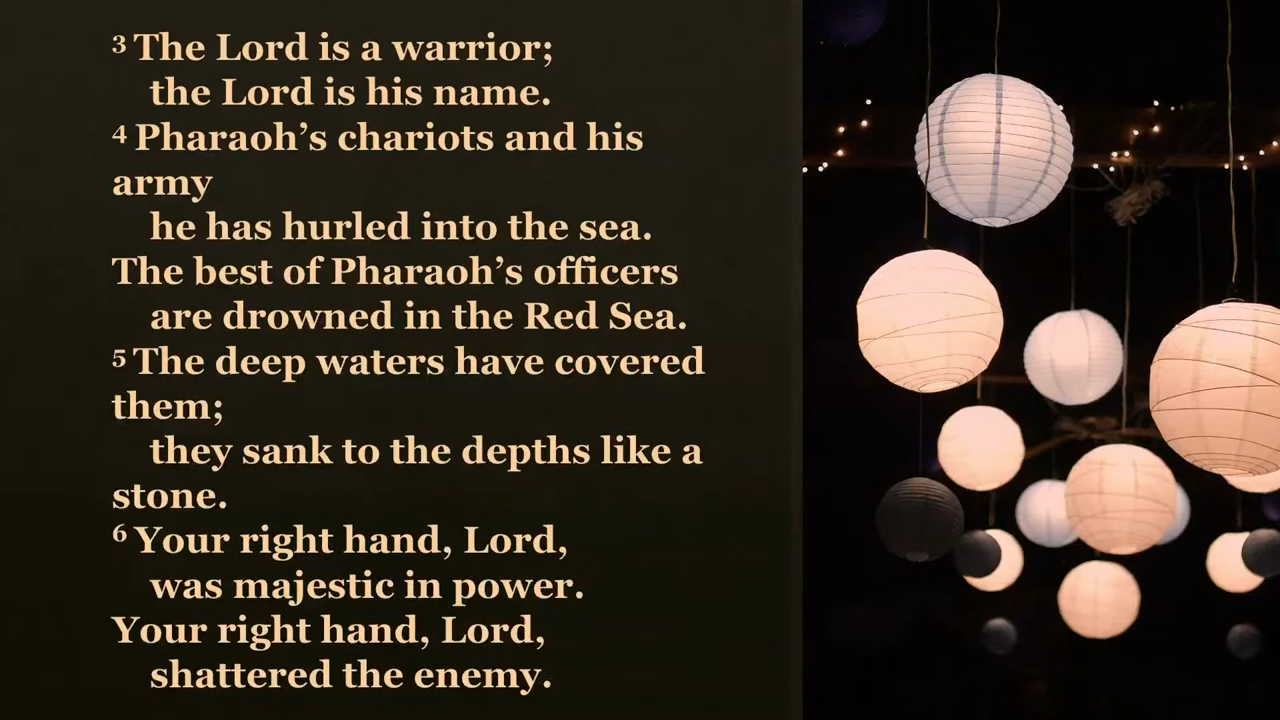 3 The Lord is a warrior;
the Lord is his name.
4 Pharaoh’s chariots and his
army
he has hurled into the sea.
The best of Pharaoh’s officers
are drowned in the Red Sea.
5 The deep waters have covered
them;
they sank to the depths like a
stone.
6 Your right hand, Lord,
was majestic in power.
Your right hand, Lord,
shattered the enemy.